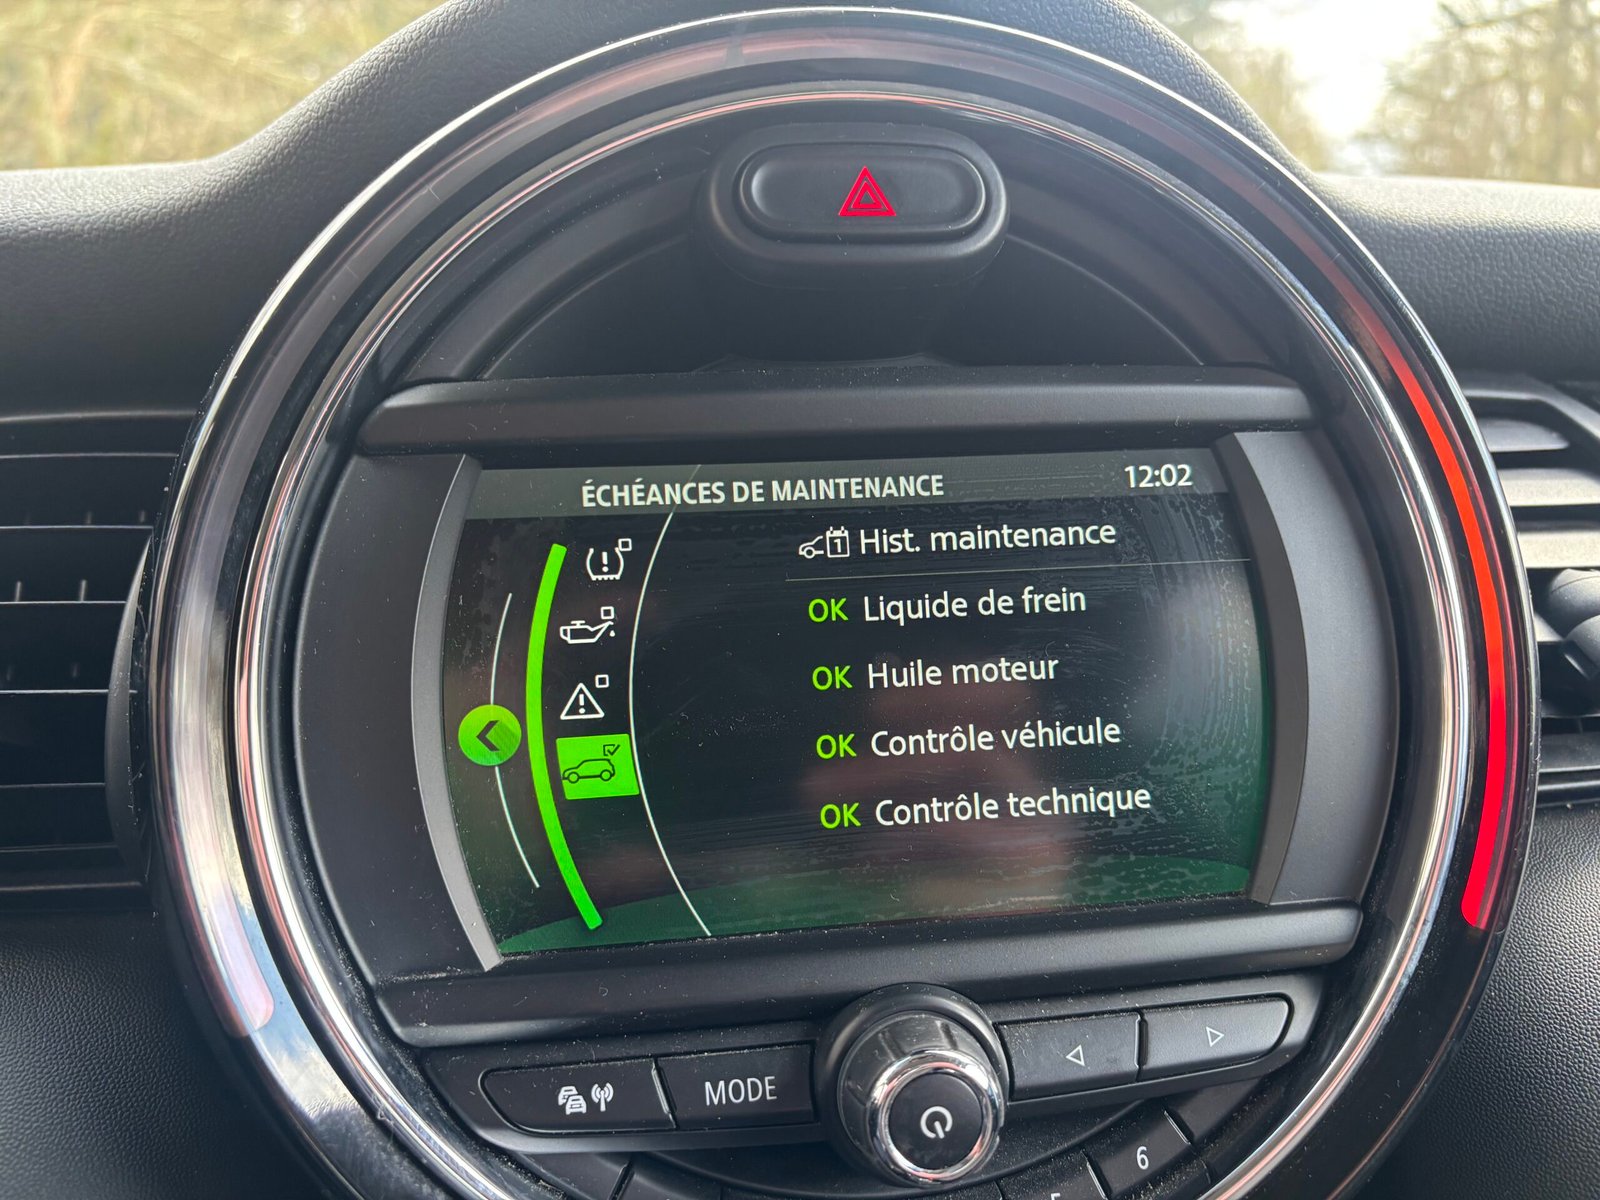 ÉCHÉANCES DE MAINTENANCE 12:02
1 Hist. maintenance
OK Liquide de frein
OK Huile moteur
OK Contrôle véhicule
OK Contrôle technique
MODE
6